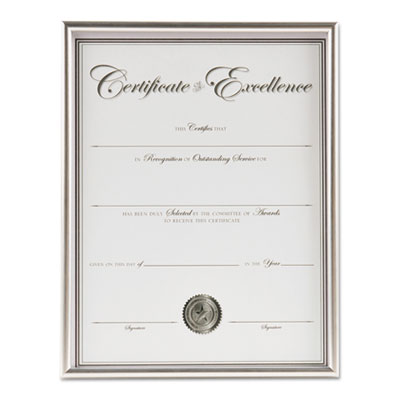 Certificate of Excellence
THIS Certifies THAT
IN Recognition OF Outstanding Service FOR
HAS BEEN DULY Selected BY THE COMMITTEE OF Awards
TO RECEIVE THIS CERTIFICATE
GIVEN ON THIS DAY of IN THE Year
Signature Signature